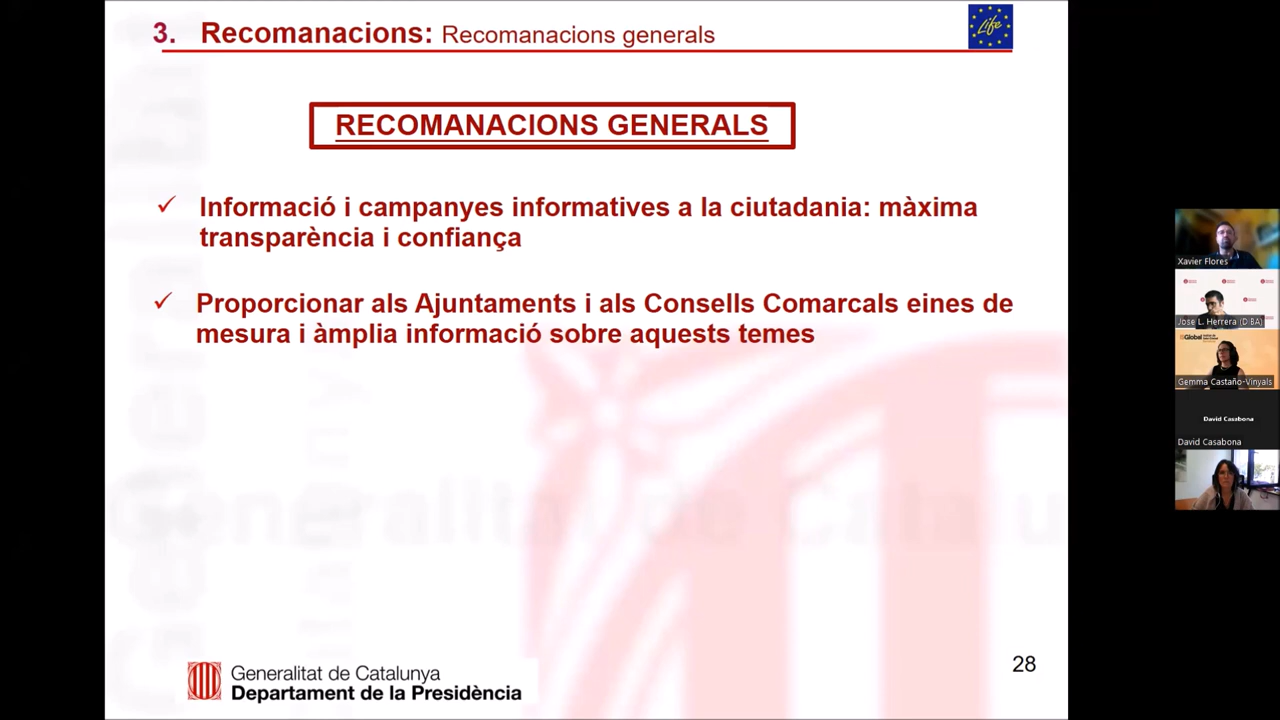 3. Recomanacions: Recomanacions generals
Life
RECOMANACIONS GENERALS
✓ Informació i campanyes informatives a la ciutadania: màxima
transparència i confiança
✓ Proporcionar als Ajuntaments i als Consells Comarcals eines de
mesura i àmplia informació sobre aquests temes
Generalitat de Catalunya
Departament de la Presidència
28
Xavier Flores
Jose L. Herrera (DIBA)
ISGlobal
Gemma Castaño-Vinyals
David Casabona
David Casabona